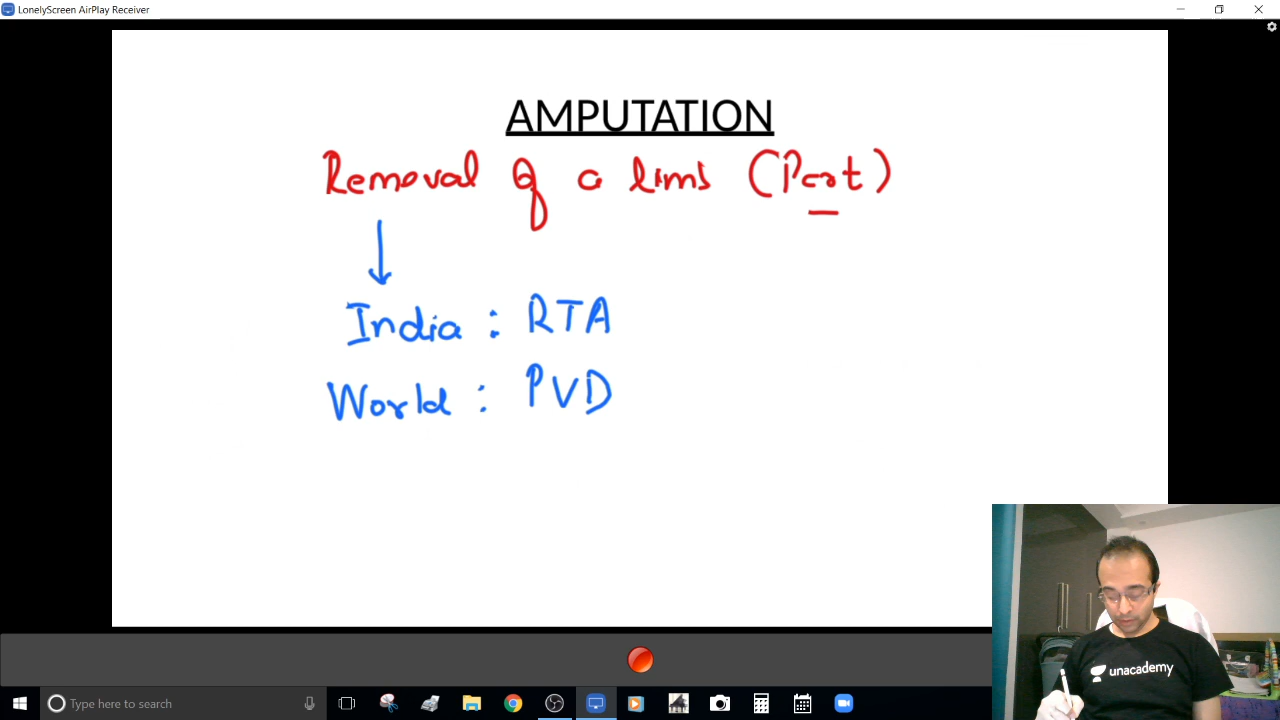 LonelyScreen AirPlay Receiver
AMPUTATION
Removal of a limb (Part)
India : RTA
World : PVD
unacademy
Type here to search